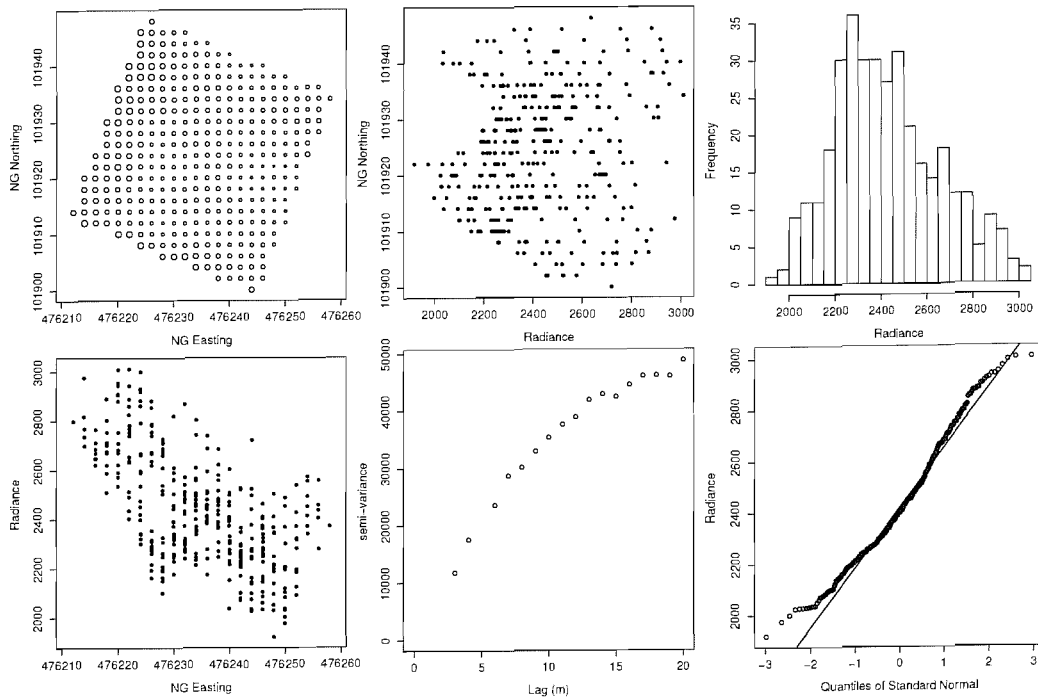 NG Northing
101900 101910 101920 101930 101940
476210 476220 476230 476240 476250 476260
NG Easting
NG Northing
101900 101910 101920 101930 101940
2000 2200 2400 2600 2800 3000
Radiance
Frequency
0 5 10 15 20 25 30 35
2000 2200 2400 2600 2800 3000
Radiance
Radiance
2000 2200 2400 2600 2800 3000
476210 476220 476230 476240 476250 476260
NG Easting
semi-variance
0 10000 20000 30000 40000 50000
0 5 10 15 20
Lag (m)
Radiance
2000 2200 2400 2600 2800 3000
-3 -2 -1 0 1 2 3
Quantiles of Standard Normal